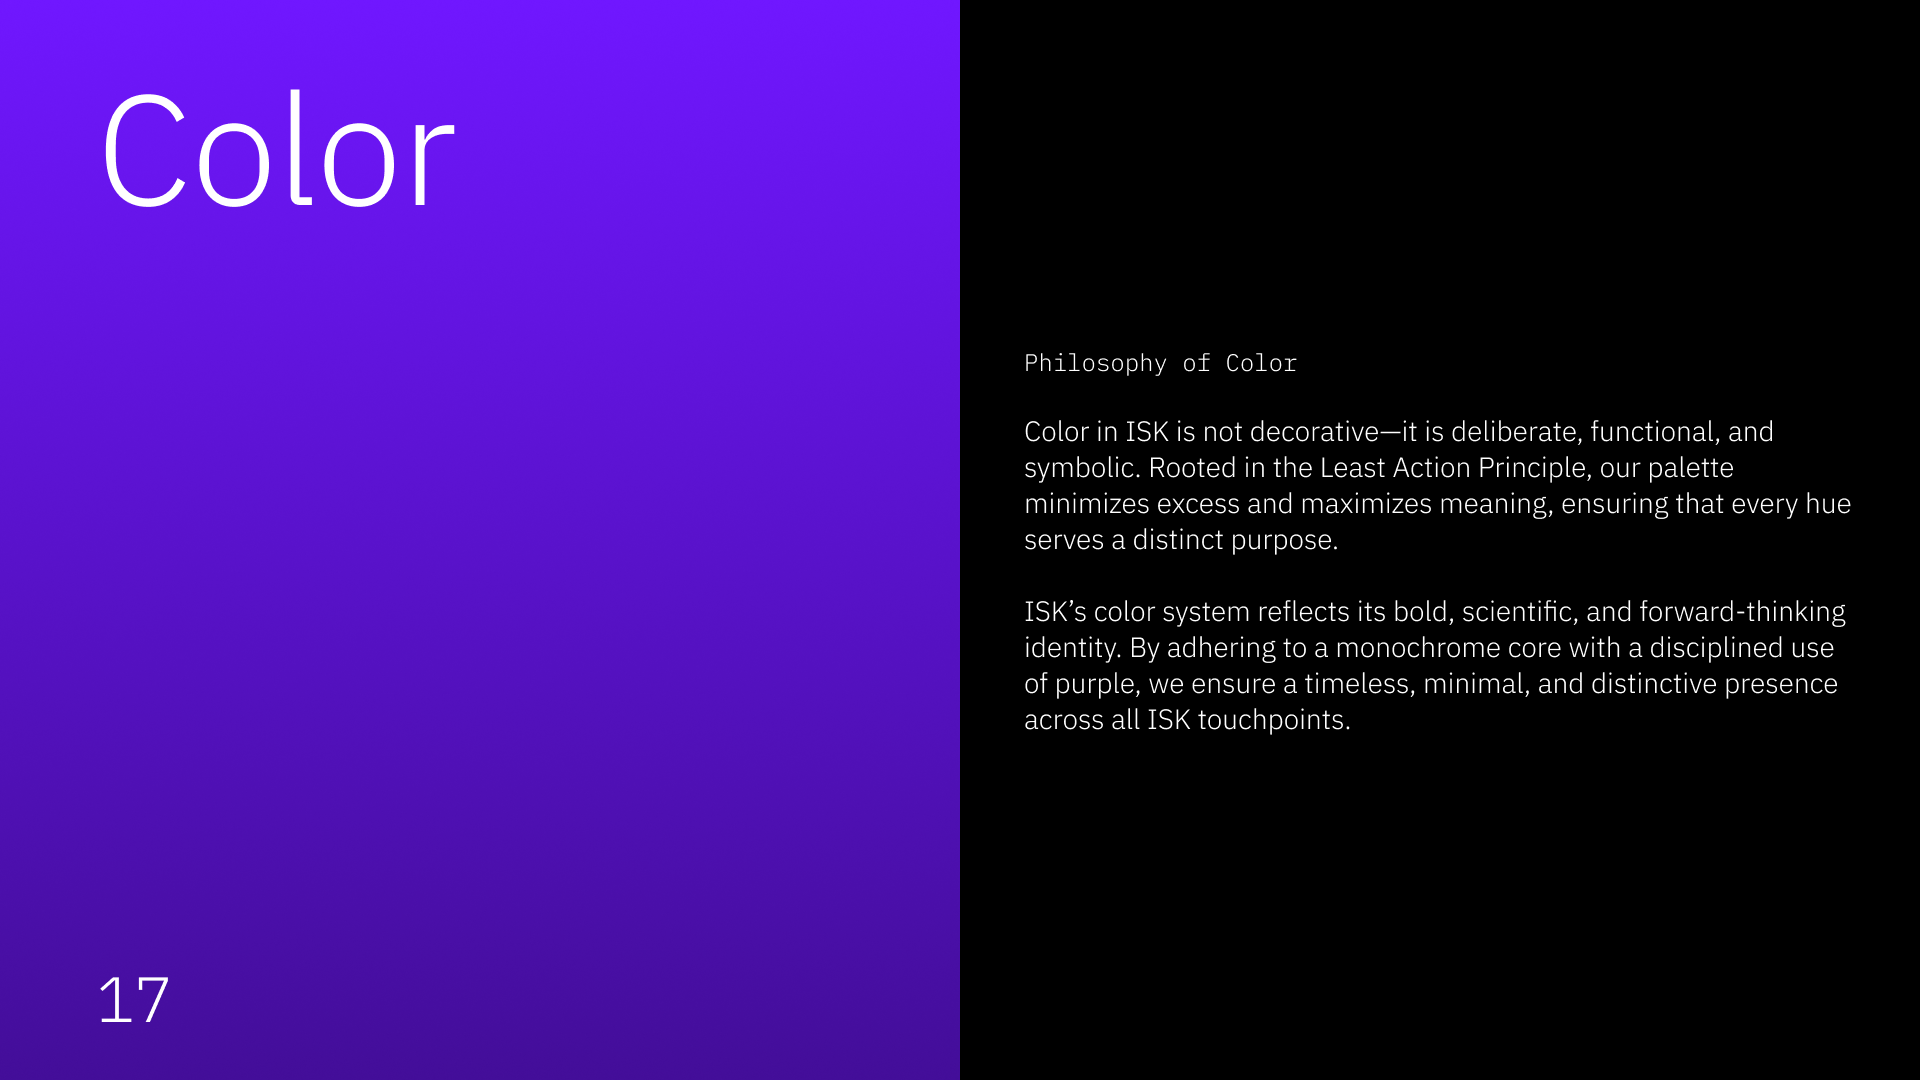 Color
Philosophy of Color
Color in ISK is not decorative—it is deliberate, functional, and
symbolic. Rooted in the Least Action Principle, our palette
minimizes excess and maximizes meaning, ensuring that every hue
serves a distinct purpose.
ISK’s color system reflects its bold, scientific, and forward-thinking
identity. By adhering to a monochrome core with a disciplined use
of purple, we ensure a timeless, minimal, and distinctive presence
across all ISK touchpoints.
17